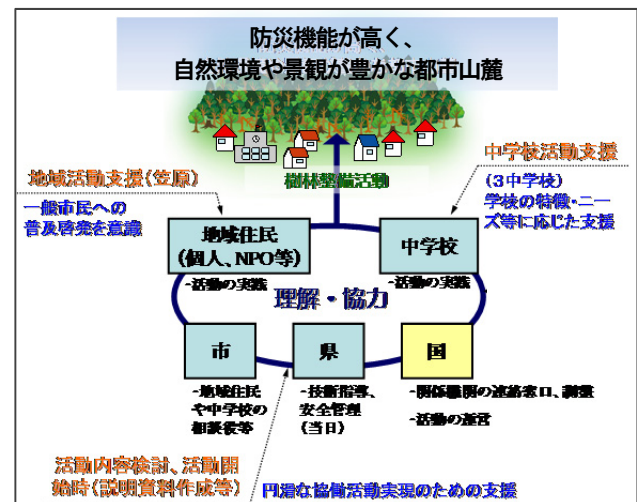 防災機能が高く、
自然環境や景観が豊かな都市山麓
樹林整備活動
地域活動支援(笠原)
一般市民への
普及啓発を意識
中学校活動支援
(3中学校)
学校の特徴・ニー
ズ等に応じた支援
地域住民
(個人、NPO等)
-活動の実践
中学校
-活動の実践
理解・協力
市
-地域住民
や中学校の
相談役等
県
-技術指導、
安全管理
(当日)
国
-関係機関の連絡窓口、調整
-活動の運営
活動内容検討、活動開
始時(説明資料作成等)
円滑な協働活動実現のための支援